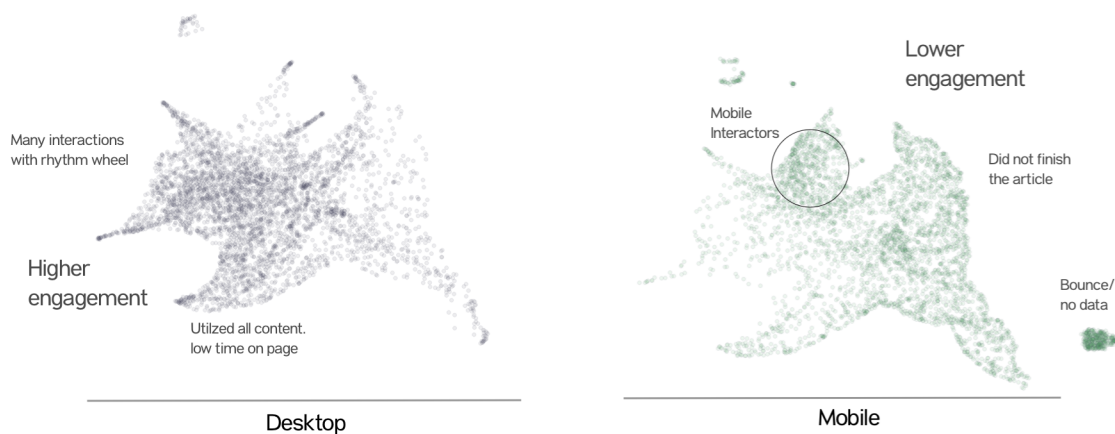 Many interactions
with rhythm wheel
Higher
engagement
Utilzed all content.
low time on page
Desktop
Lower
engagement
Mobile
Interactors
Did not finish
the article
Bounce/
no data
Mobile